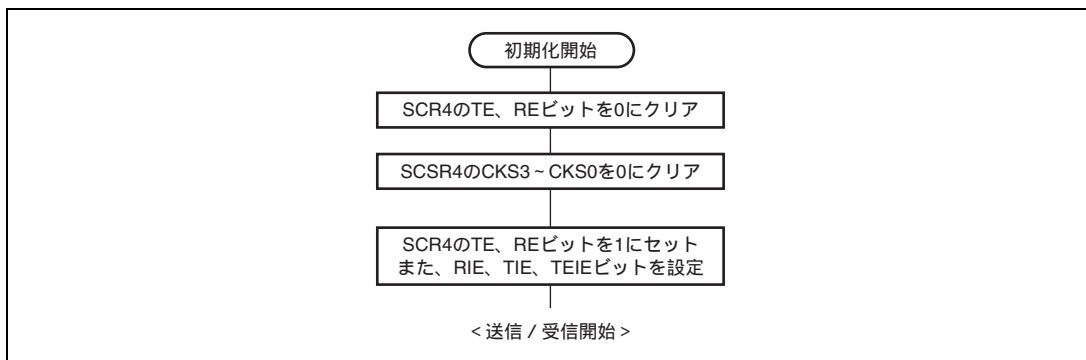 初期化開始
SCR4のTE、REビットを0にクリア
SCSR4のCKS3~CKS0を0にクリア
SCR4のTE、REビットを1にセット
また、RIE、TIE、TEIEビットを設定
<送信 / 受信開始>